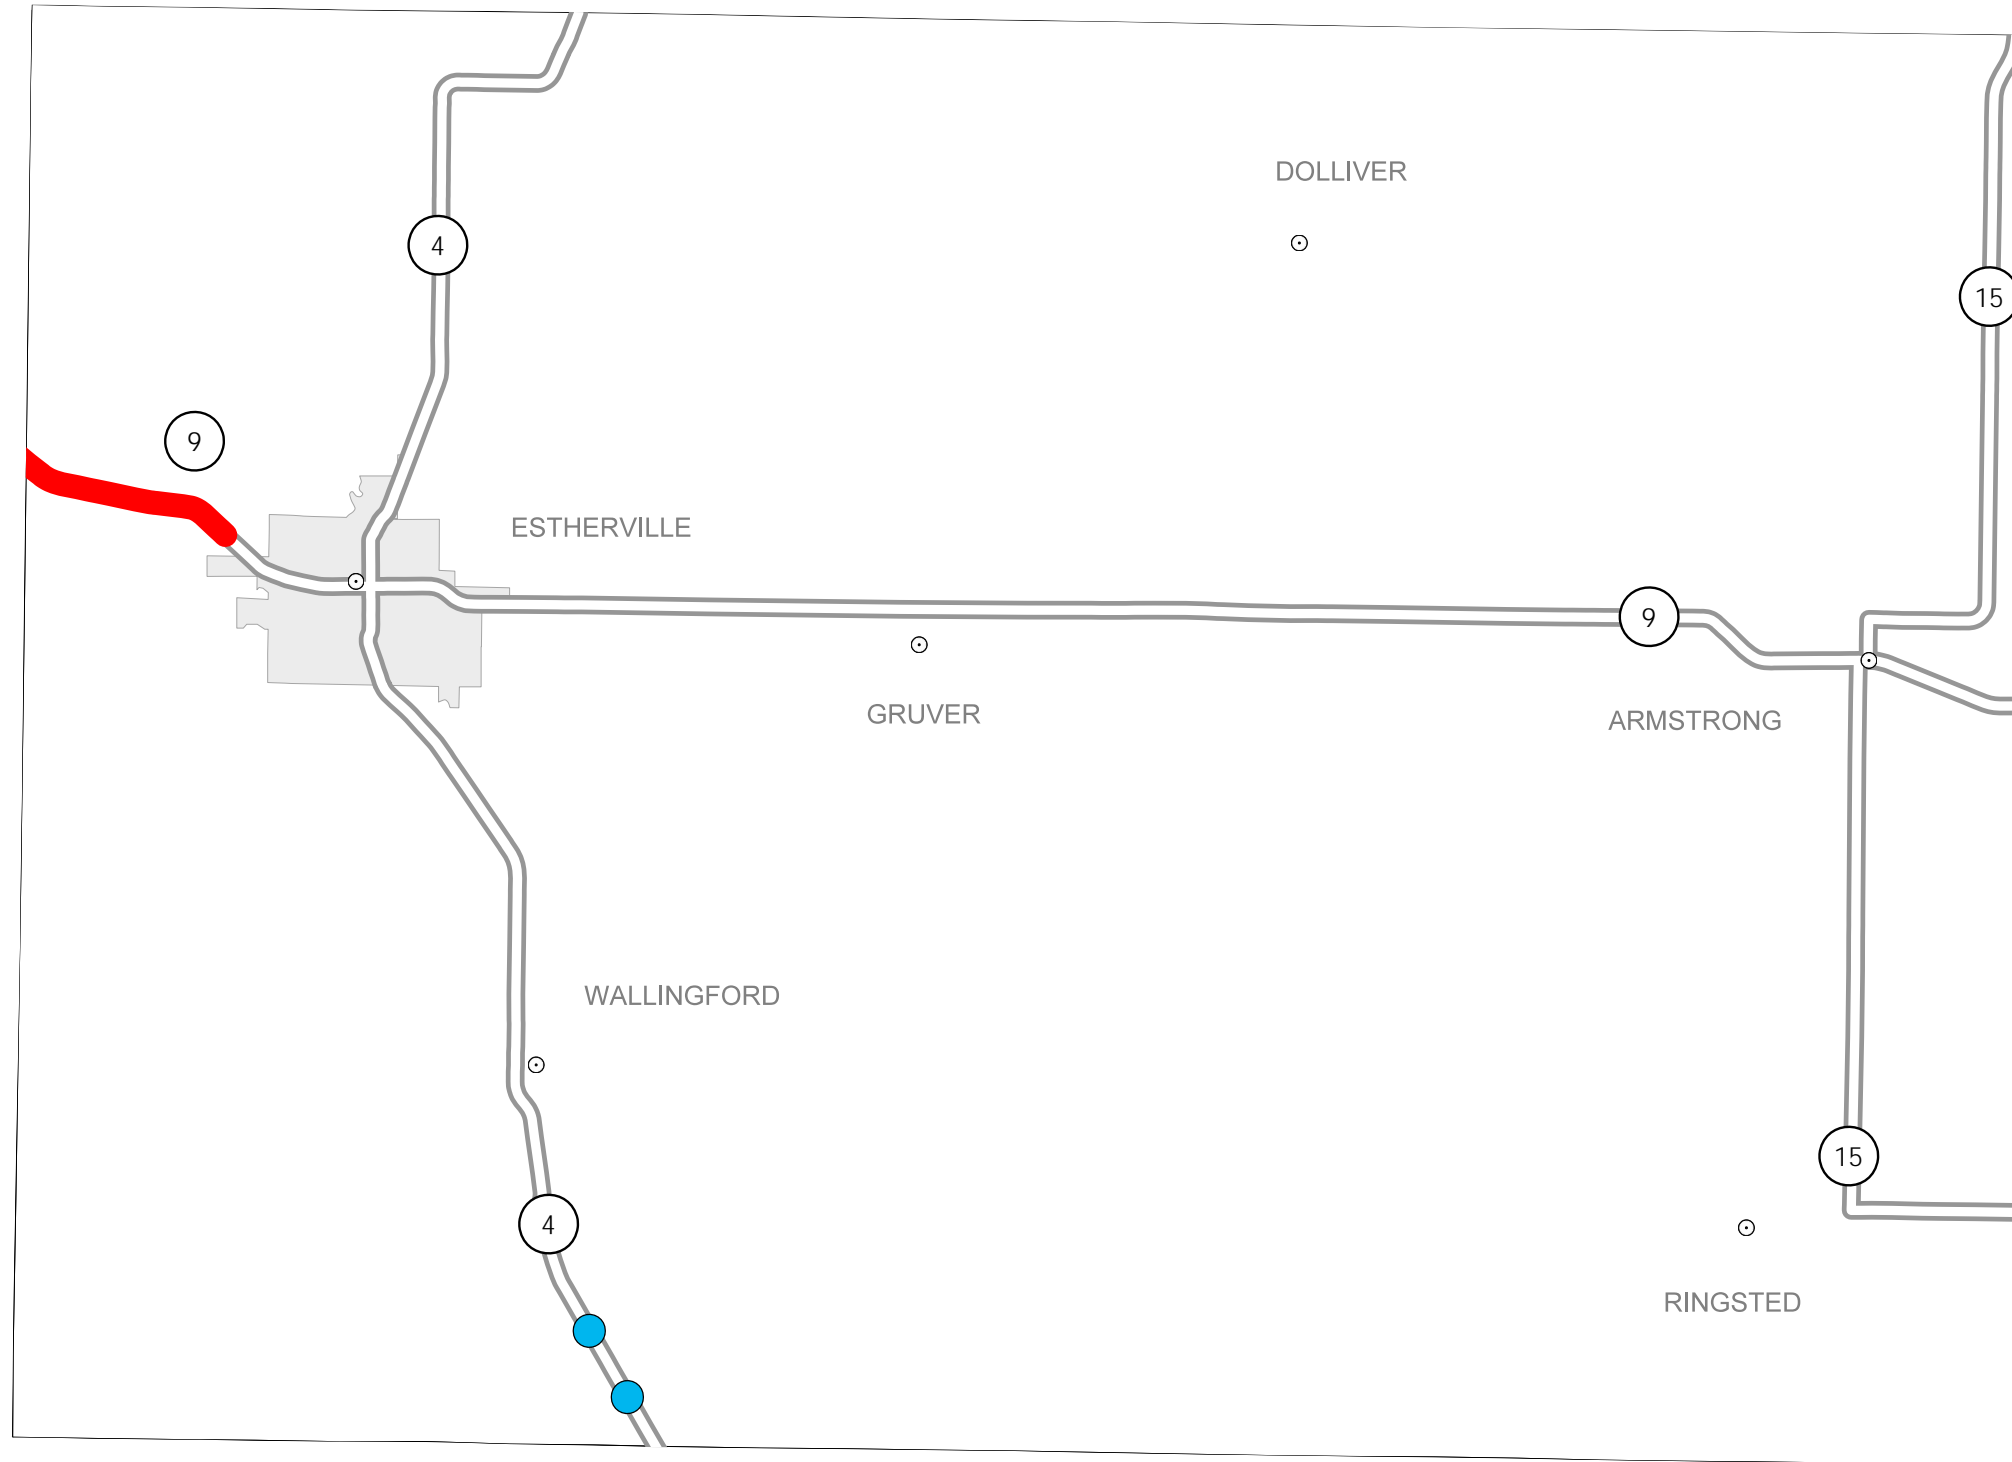 DOLLIVER
4
15
9
ESTHERVILLE
9
GRUVER
ARMSTRONG
WALLINGFORD
15
4
RINGSTED